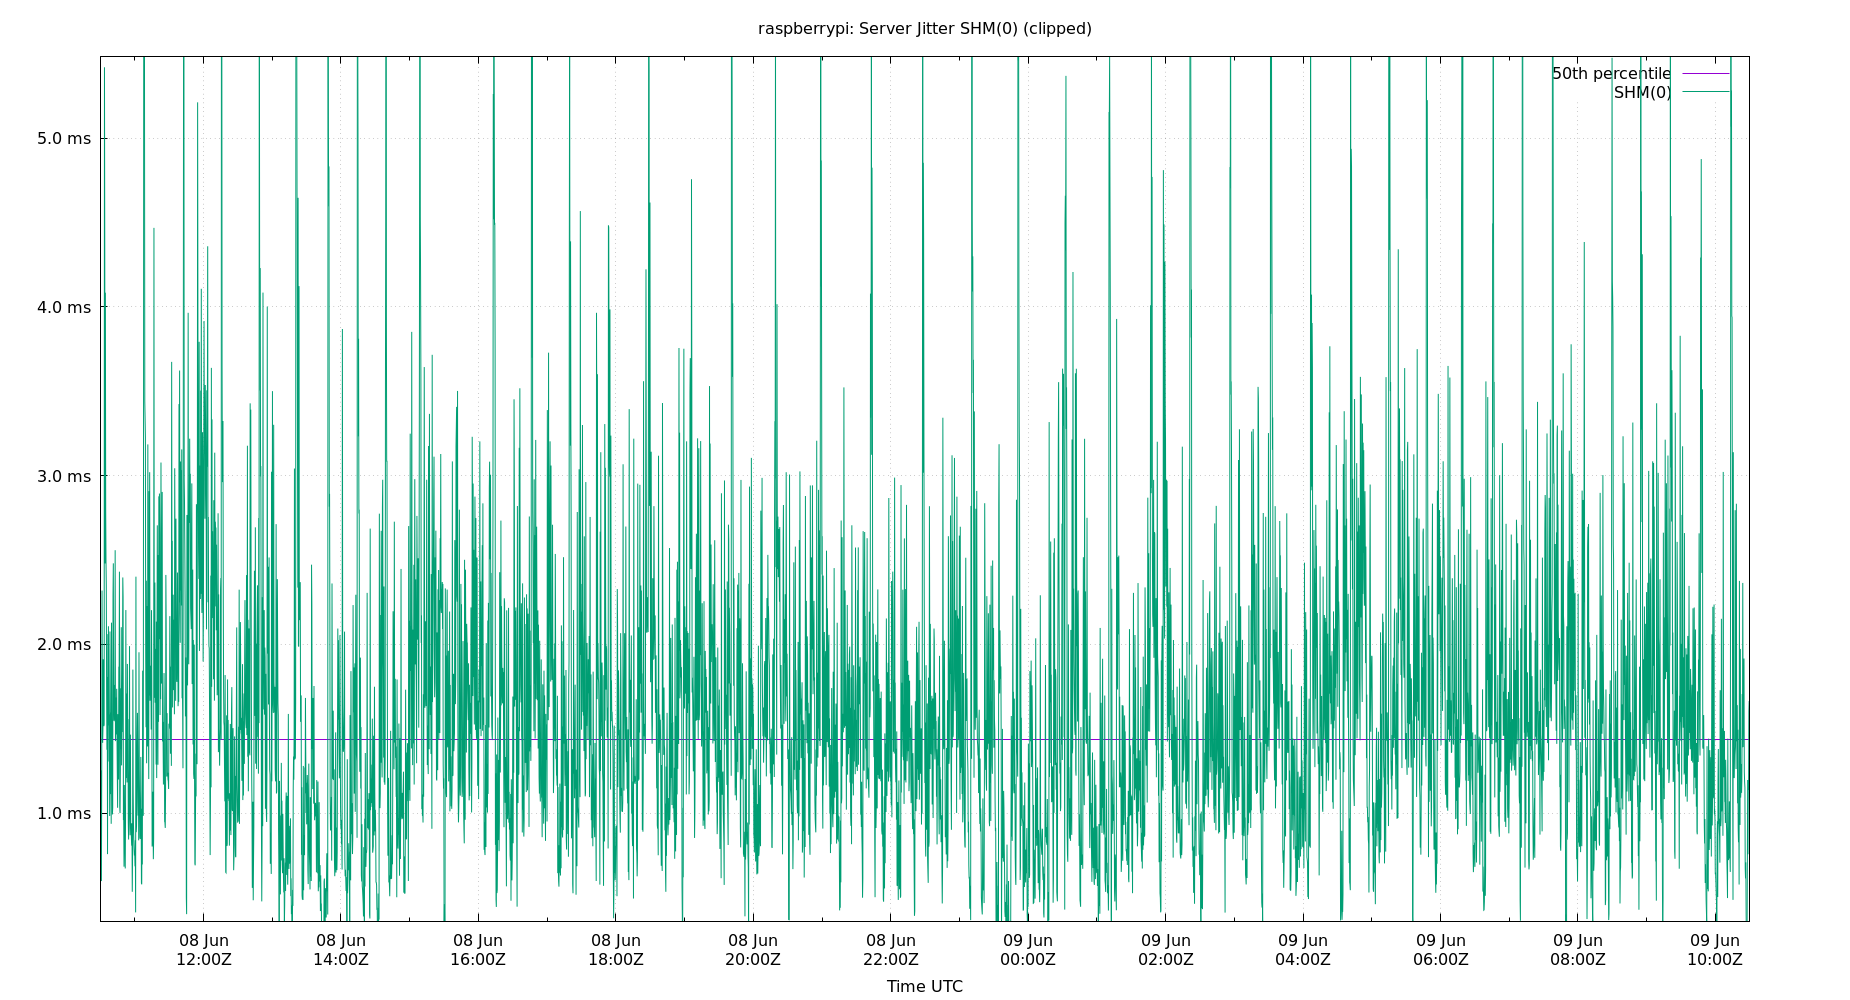 raspberrypi: Server Jitter SHM(0) (clipped)
50th percentile
SHM(0)
5.0 ms
4.0 ms
3.0 ms
2.0 ms
1.0 ms
08 Jun 08 Jun 08 Jun 08 Jun 08 Jun 08 Jun 09 Jun 09 Jun 09 Jun 09 Jun 09 Jun 09 Jun
12:00Z 14:00Z 16:00Z 18:00Z 20:00Z 22:00Z 00:00Z 02:00Z 04:00Z 06:00Z 08:00Z 10:00Z
Time UTC